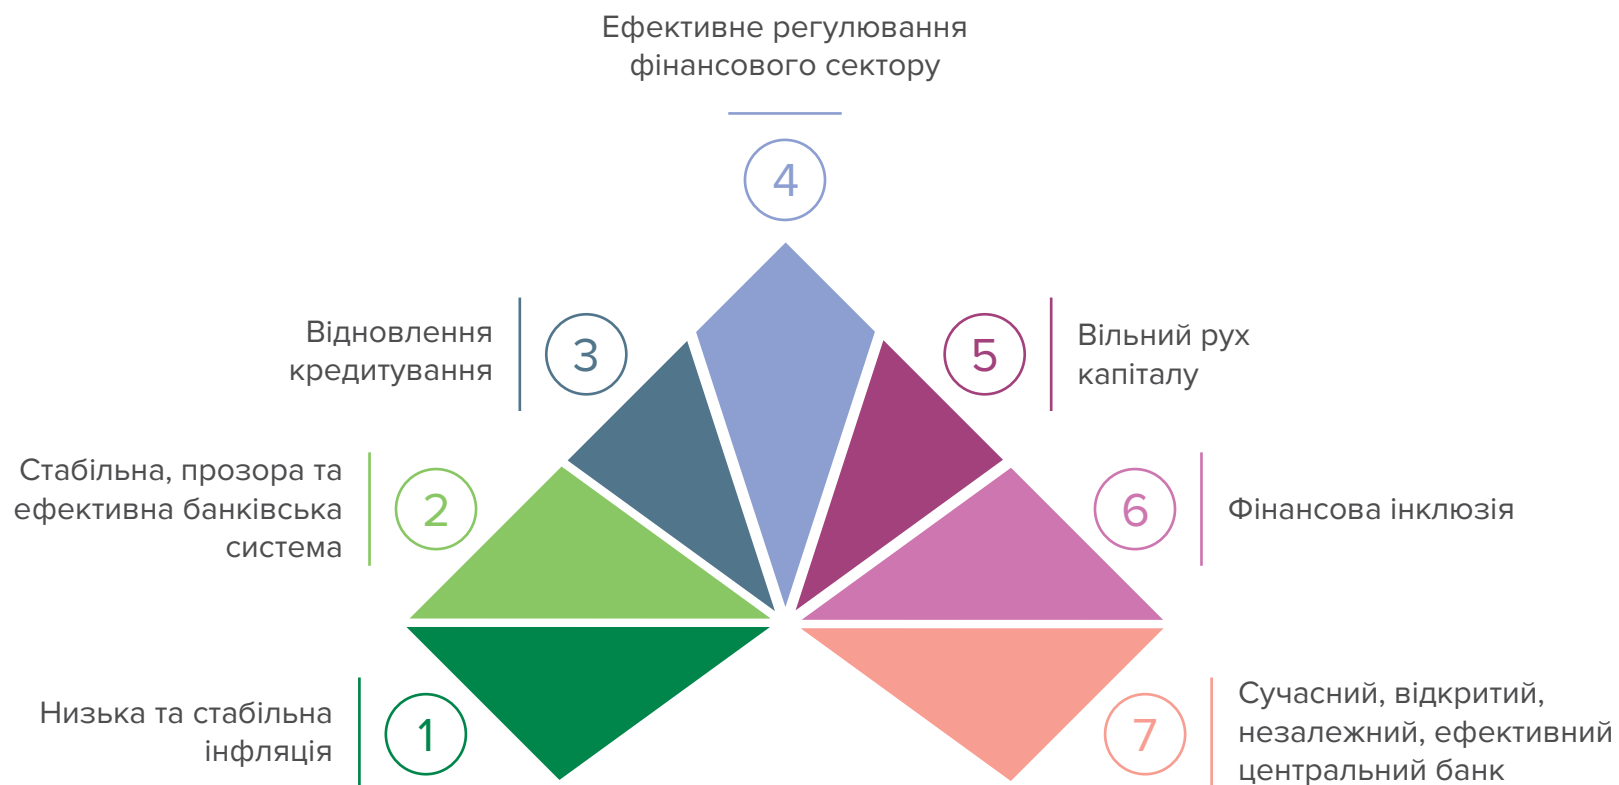 Ефективне регулювання
фінансового сектору
4
Відновлення
кредитування
3
5
Вільний рух
капіталу
Стабільна, прозора та
ефективна банківська
система
2
6
Фінансова інклюзія
Низька та стабільна
інфляція
1
7
Сучасний, відкритий,
незалежний, ефективний
центральний банк